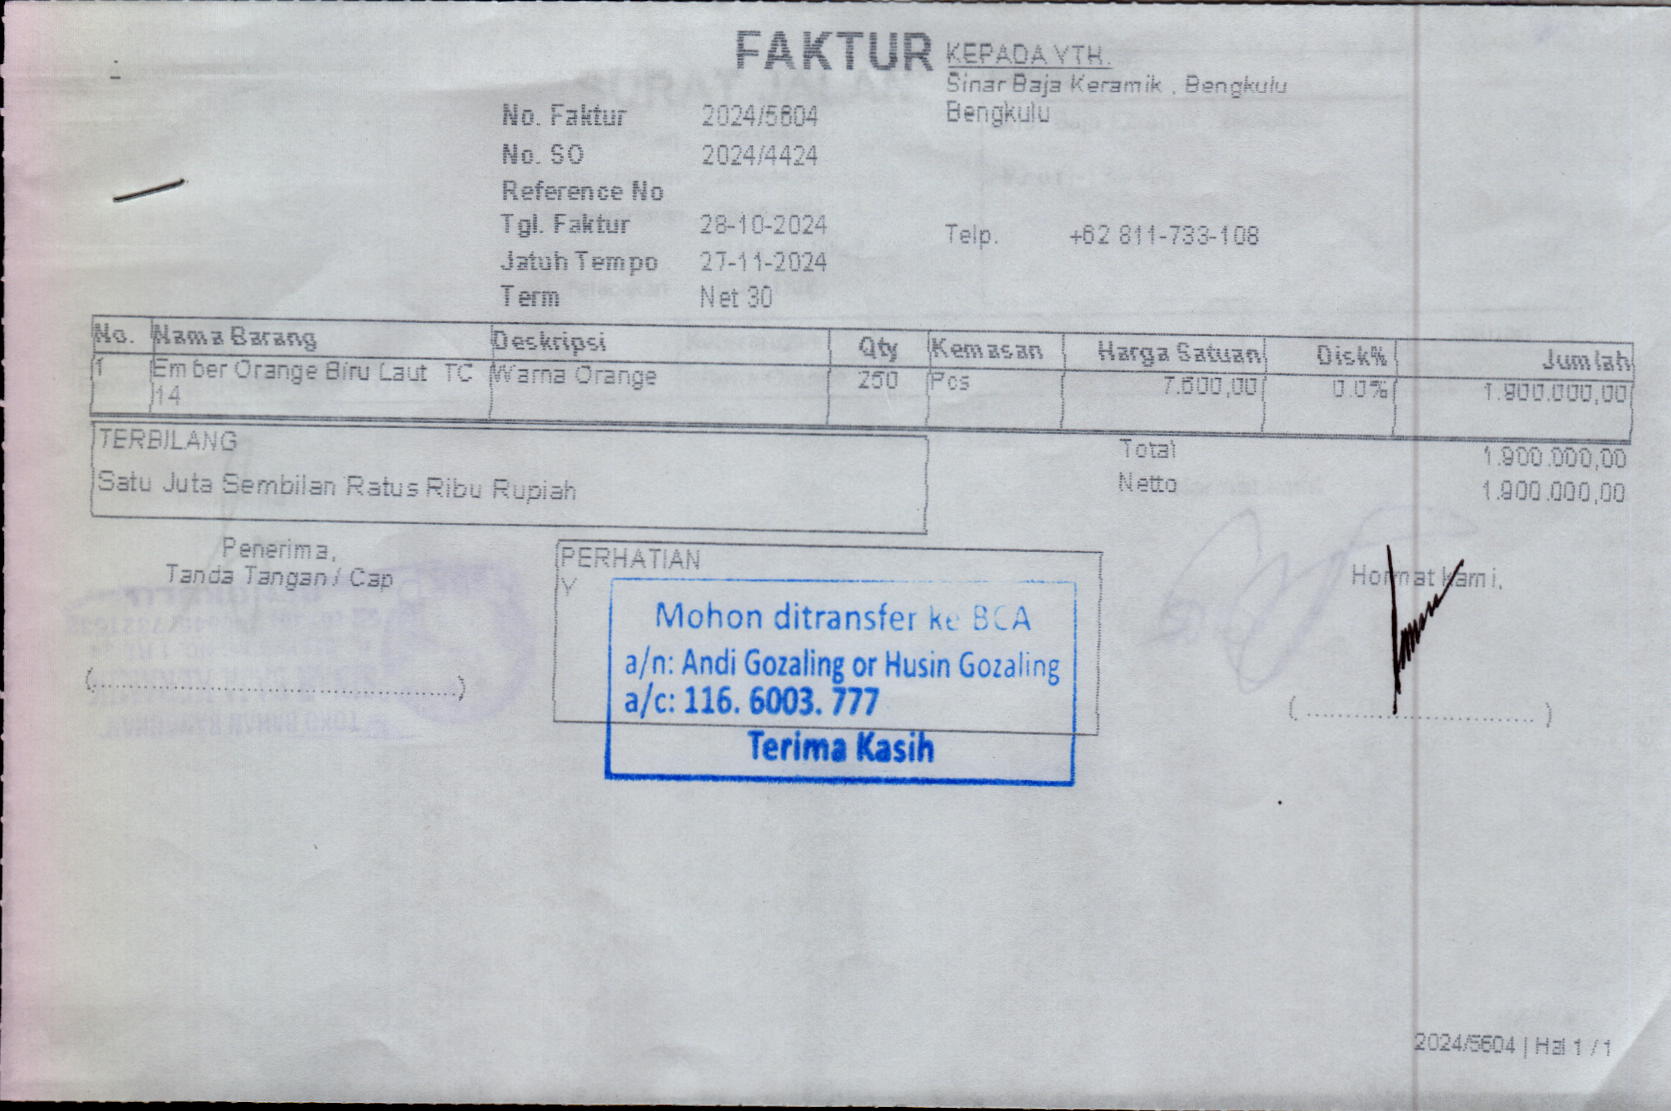 FAKTUR
KEPADA YTH.
Sinar Baja Keramik , Bengkulu
Bengkulu
No. Faktur 2024/5604
No. SO 2024/4424
Reference No
Tgl. Faktur 28-10-2024
Telp. +62 811-733-108
Jatuh Tempo 27-11-2024
Term Net 30
No. Nama Barang Deskripsi Qty Kemasan Harga Satuan Disk% Jumlah
1 Ember Orange Biru Laut TC Warna Orange 250 Pcs 7.600,00 0.0% 1.900.000,00
14
TERBILANG
Satu Juta Sembilan Ratus Ribu Rupiah
Total 1.900.000,00
Netto 1.900.000,00
Penerima,
Tanda Tangan / Cap
(........................................)
PERHATIAN
Y
Mohon ditransfer ke BCA
a/n: Andi Gozaling or Husin Gozaling
a/c: 116. 6003. 777
Terima Kasih
Hormat kami,
(..............................)
2024/5604 | Hal 1 / 1